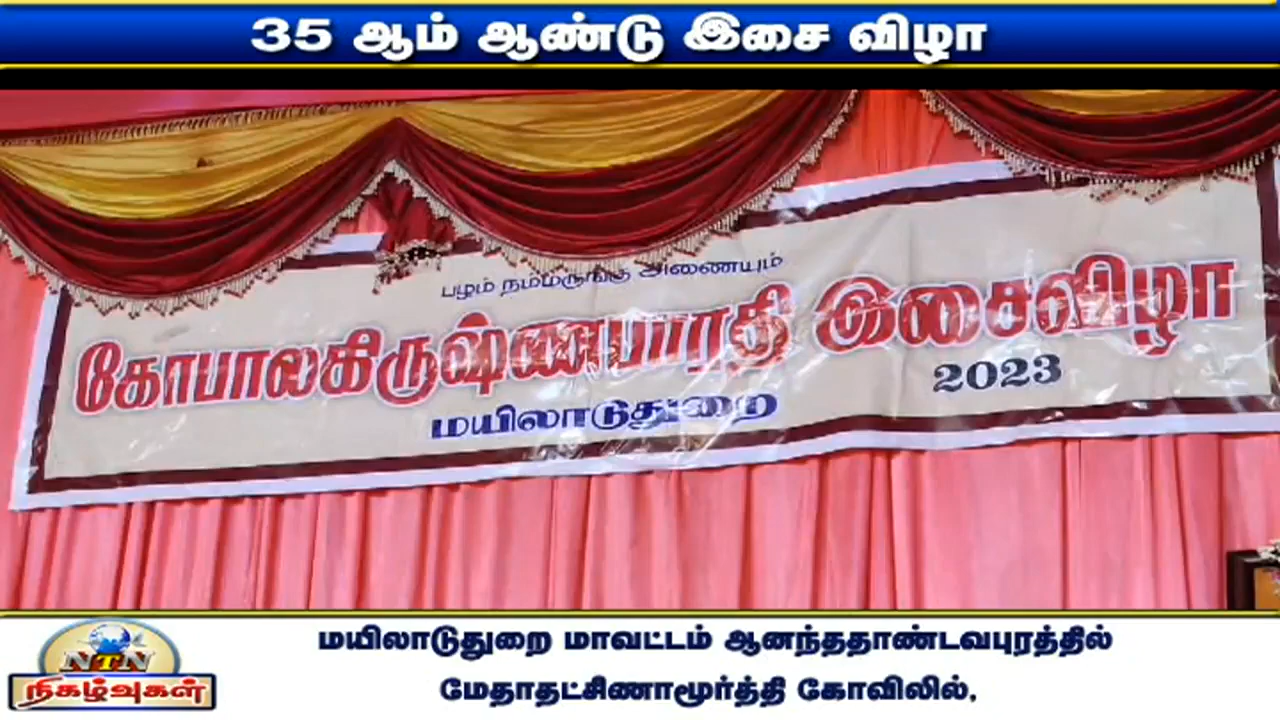 35 ஆம் ஆண்டு இசை விழா
அணையும்
கோபாலகிருஷ்ணபாரதி இசைவிழா
2023
மயிலாடுதுறை
NTN
நிகழ்வுகள்
மயிலாடுதுறை மாவட்டம் ஆனந்ததாண்டவபுரத்தில்
மேதாதட்சிணாமூர்த்தி கோவிலில்,